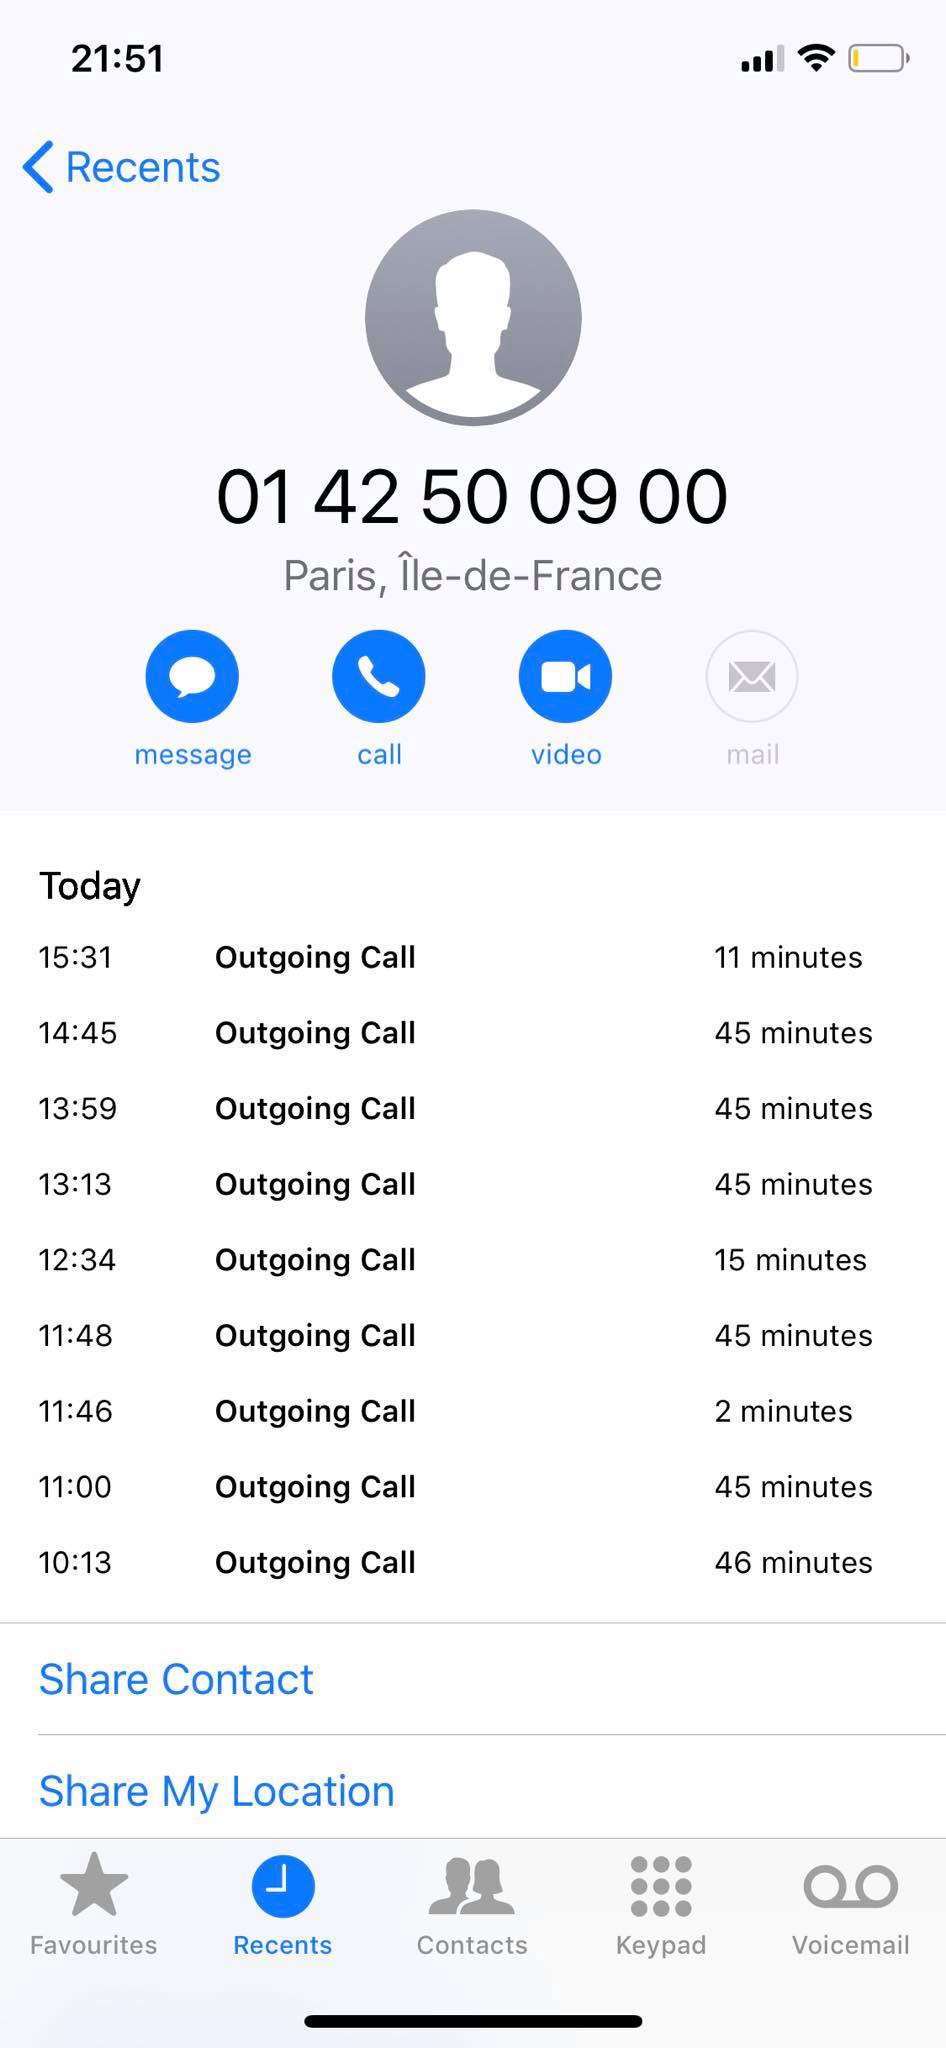 21:51
Recents
01 42 50 09 00
Paris, Île-de-France
message call video mail
Today
15:31 Outgoing Call 11 minutes
14:45 Outgoing Call 45 minutes
13:59 Outgoing Call 45 minutes
13:13 Outgoing Call 45 minutes
12:34 Outgoing Call 15 minutes
11:48 Outgoing Call 45 minutes
11:46 Outgoing Call 2 minutes
11:00 Outgoing Call 45 minutes
10:13 Outgoing Call 46 minutes
Share Contact
Share My Location
Favourites Recents Contacts Keypad Voicemail